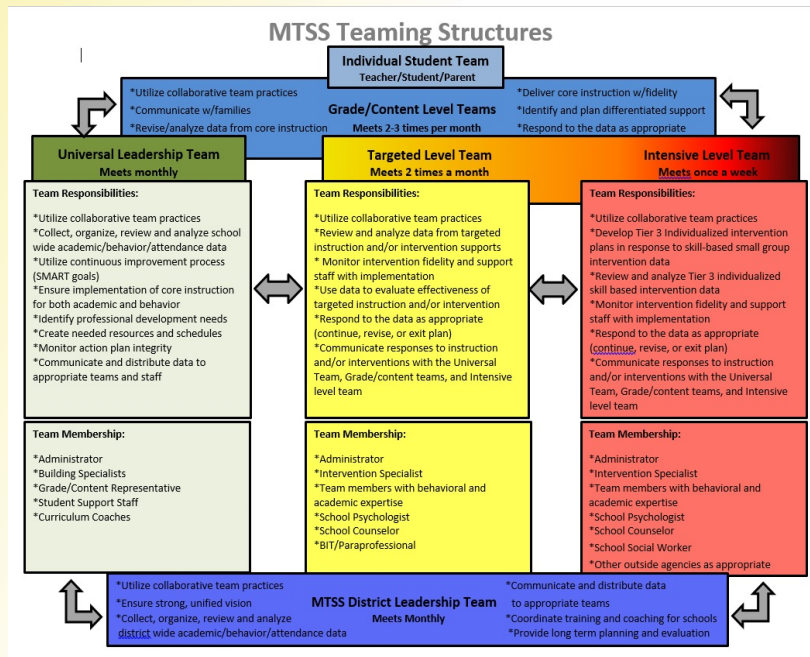 MTSS Teaming Structures
Individual Student Team
Teacher/Student/Parent
*Utilize collaborative team practices
*Communicate w/families
*Revise/analyze data from core instruction
Grade/Content Level Teams
Meets 2-3 times per month
*Deliver core instruction w/fidelity
*Identify and plan differentiated support
*Respond to the data as appropriate
Universal Leadership Team
Meets monthly
Team Responsibilities:
*Utilize collaborative team practices
*Collect, organize, review and analyze school
wide academic/behavior/attendance data
*Utilize continuous improvement process
(SMART goals)
*Ensure implementation of core instruction
for both academic and behavior
*Identify professional development needs
*Create needed resources and schedules
*Monitor action plan integrity
*Communicate and distribute data to
appropriate teams and staff
Team Membership:
*Administrator
*Building Specialists
*Grade/Content Representative
*Student Support Staff
*Curriculum Coaches
Targeted Level Team
Meets 2 times a month
Team Responsibilities:
*Utilize collaborative team practices
*Review and analyze data from targeted
instruction and/or intervention supports
* Monitor intervention fidelity and support
staff with implementation
*Use data to evaluate effectiveness of
targeted instruction and/or intervention
*Respond to the data as appropriate
(continue, revise, or exit plan)
*Communicate responses to instruction
and/or interventions with the Universal
Team, Grade/content teams, and Intensive
level team
Team Membership:
*Administrator
*Intervention Specialist
*Team members with behavioral and
academic expertise
*School Psychologist
*School Counselor
*BIT/Paraprofessional
Intensive Level Team
Meets once a week
Team Responsibilities:
*Utilize collaborative team practices
*Develop Tier 3 Individualized intervention
plans in response to skill-based small group
intervention data
*Review and analyze Tier 3 individualized
skill based intervention data
*Monitor intervention fidelity and support
staff with implementation
*Respond to the data as appropriate
(continue, revise, or exit plan)
*Communicate responses to instruction
and/or interventions with the Universal
Team, Grade/content teams, and Intensive
level team
Team Membership:
*Administrator
*Intervention Specialist
*Team members with behavioral and
academic expertise
*School Psychologist
*School Counselor
*School Social Worker
*Other outside agencies as appropriate
*Utilize collaborative team practices
*Ensure strong, unified vision
*Collect, organize, review and analyze
district wide academic/behavior/attendance data
MTSS District Leadership Team
Meets Monthly
*Communicate and distribute data
to appropriate teams
*Coordinate training and coaching for schools
*Provide long term planning and evaluation